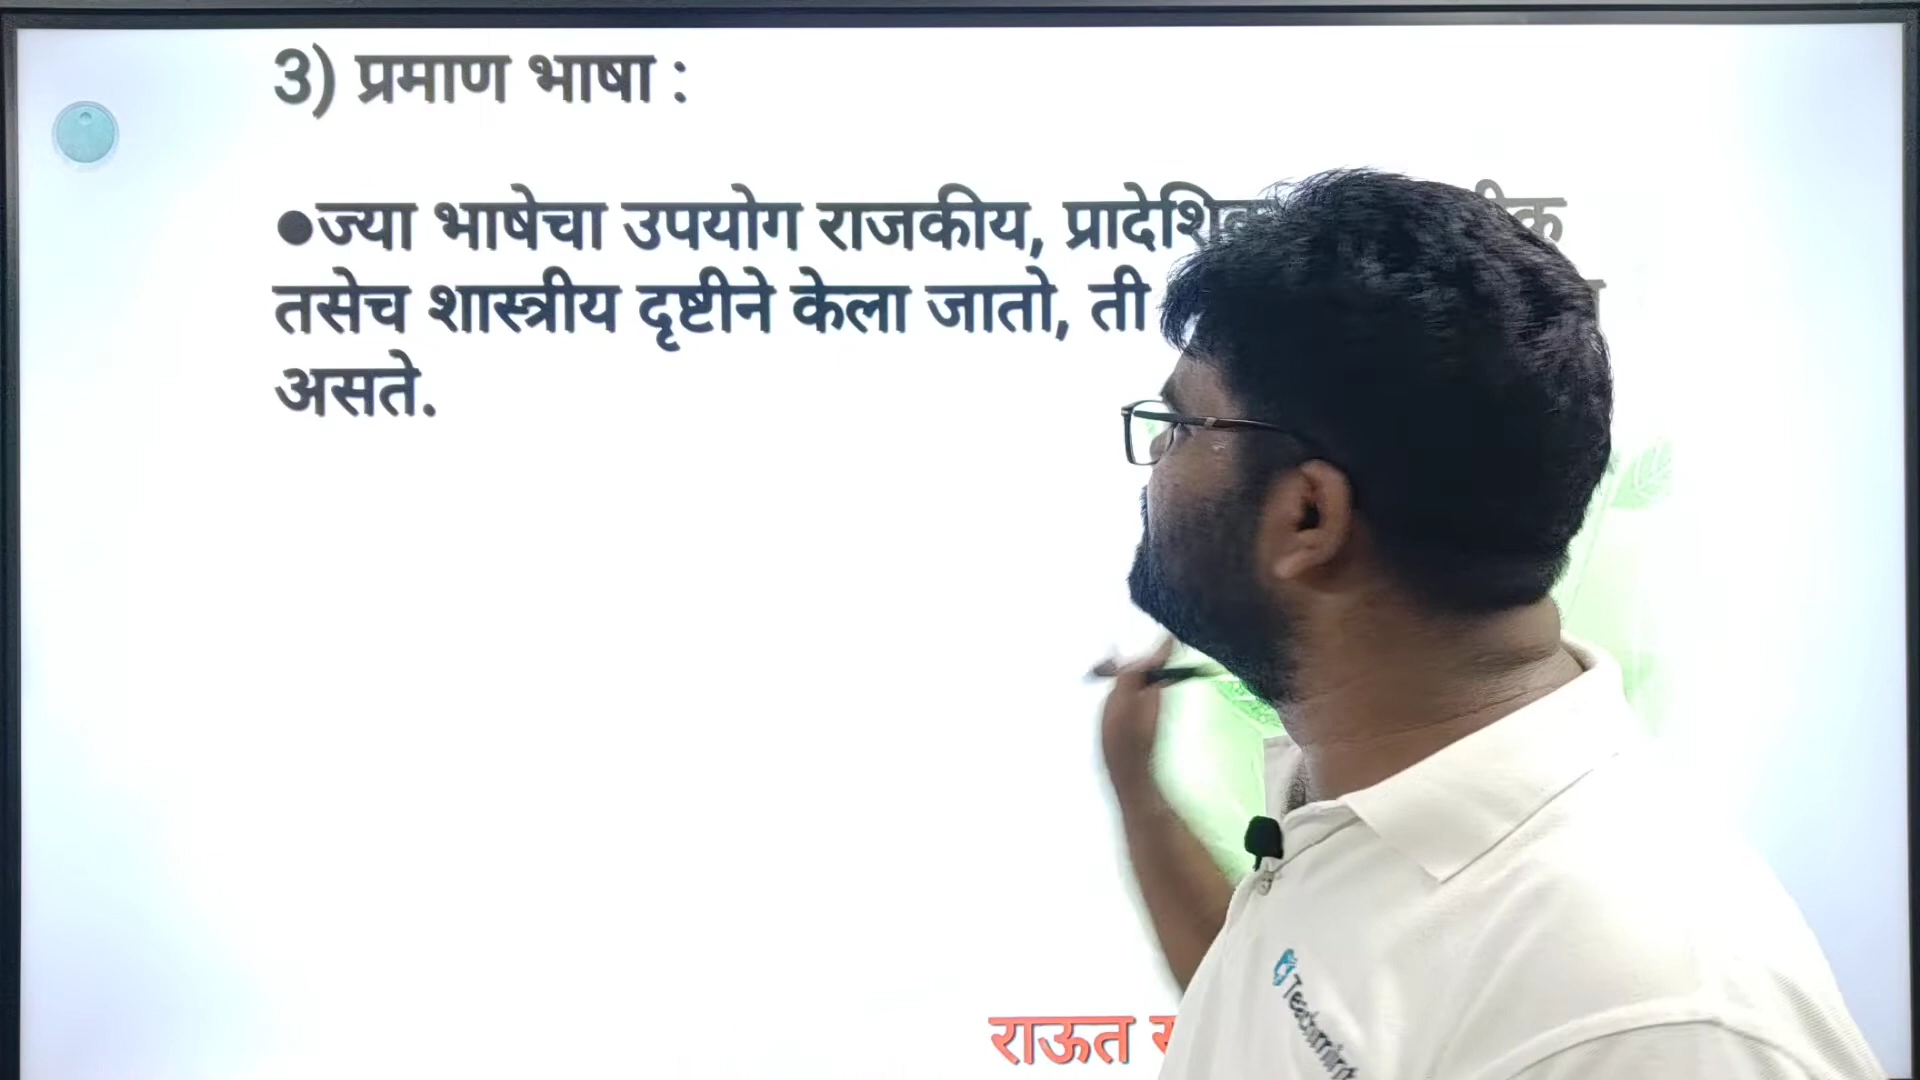 3) प्रमाण भाषा :
●ज्या भाषेचा उपयोग राजकीय, 
तसेच शास्त्रीय दृष्टीने केला जातो, ती
असते.
राऊत